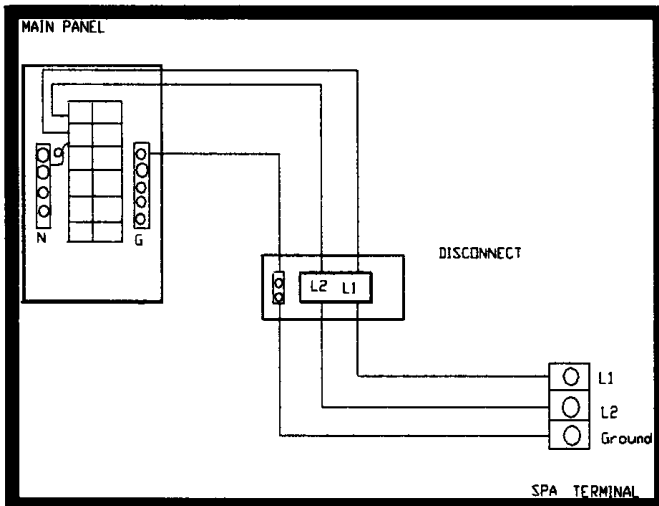 MAIN PANEL
N
G
DISCONNECT
L2 L1
L1
L2
Ground
SPA TERMINAL